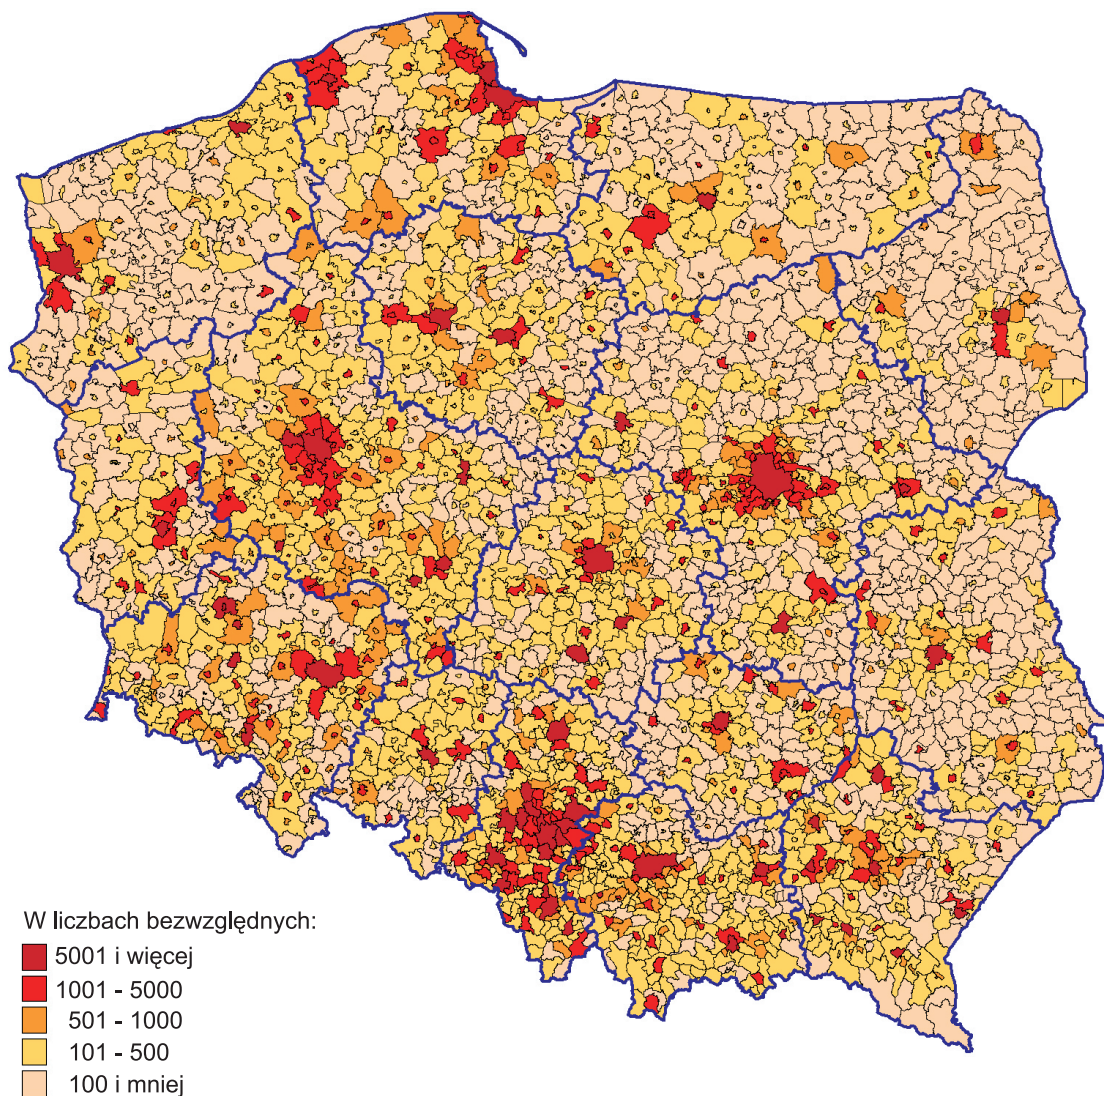 W liczbach bezwzględnych:
5001 i więcej
1001 - 5000
501 - 1000
101 - 500
100 i mniej